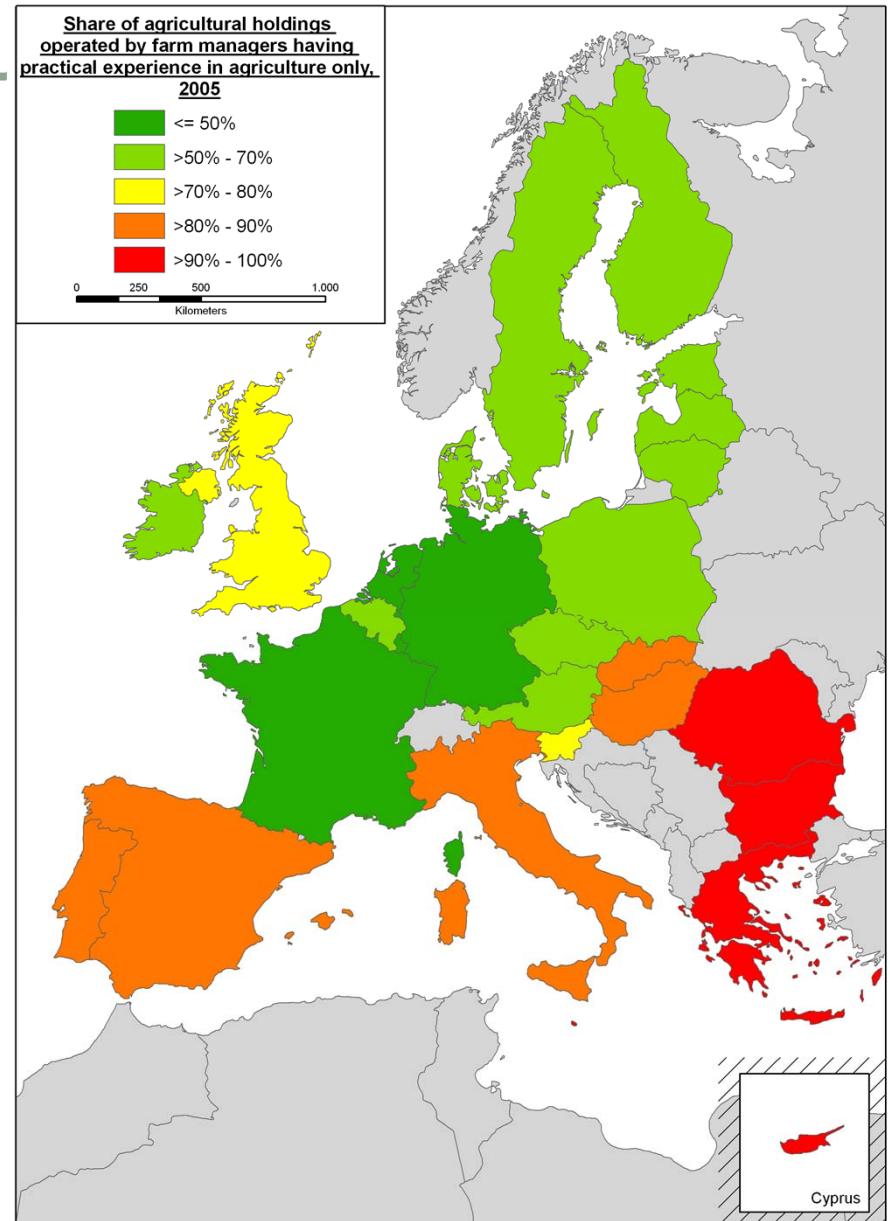 Share of agricultural holdings
operated by farm managers having
practical experience in agriculture only,
2005
<= 50%
>50% - 70%
>70% - 80%
>80% - 90%
>90% - 100%
0 250 500 1.000
Kilometers
Cyprus